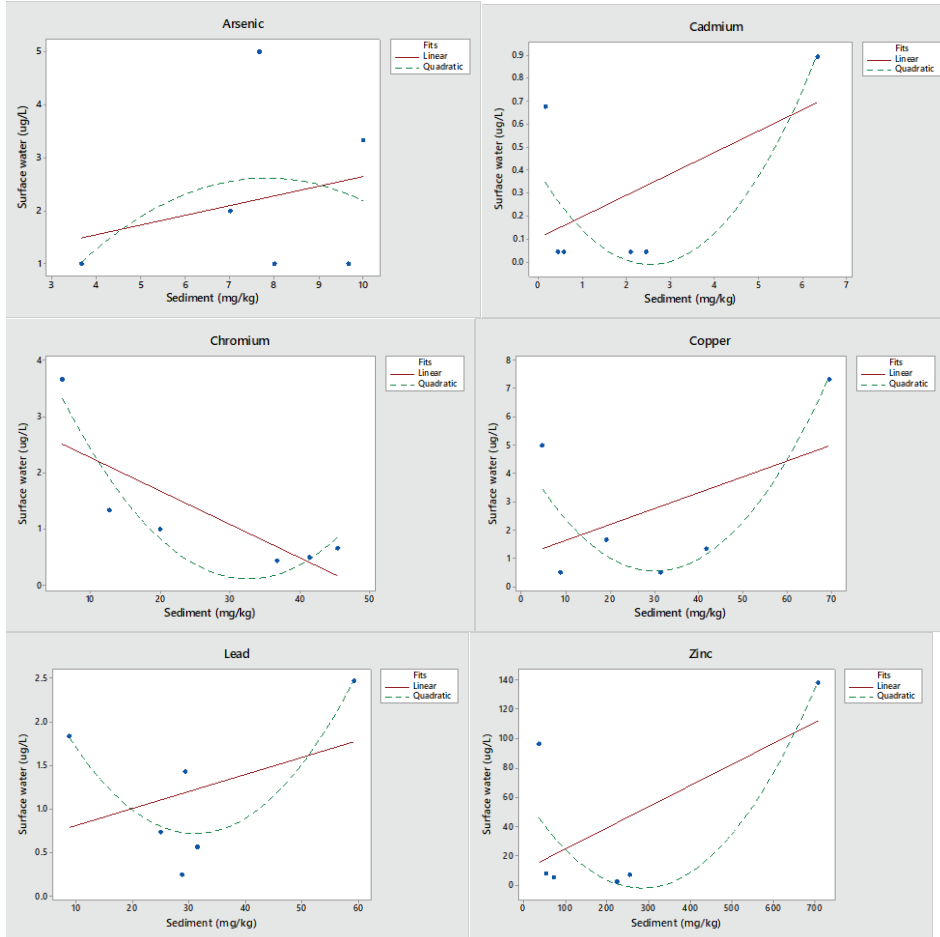 Arsenic
Fits
Linear
Quadratic
5
4
3
2
1
Surface water (ug/L)
3 4 5 6 7 8 9 10
Sediment (mg/kg)
Cadmium
Fits
Linear
Quadratic
0.9
0.8
0.7
0.6
0.5
0.4
0.3
0.2
0.1
0.0
Surface water (ug/L)
0 1 2 3 4 5 6 7
Sediment (mg/kg)
Chromium
Fits
Linear
Quadratic
4
3
2
1
0
Surface water (ug/L)
10 20 30 40 50
Sediment (mg/kg)
Copper
Fits
Linear
Quadratic
8
7
6
5
4
3
2
1
0
Surface water (ug/L)
0 10 20 30 40 50 60 70
Sediment (mg/kg)
Lead
Fits
Linear
Quadratic
2.5
2.0
1.5
1.0
0.5
0.0
Surface water (ug/L)
10 20 30 40 50 60
Sediment (mg/kg)
Zinc
Fits
Linear
Quadratic
140
120
100
80
60
40
20
0
Surface water (ug/L)
0 100 200 300 400 500 600 700
Sediment (mg/kg)